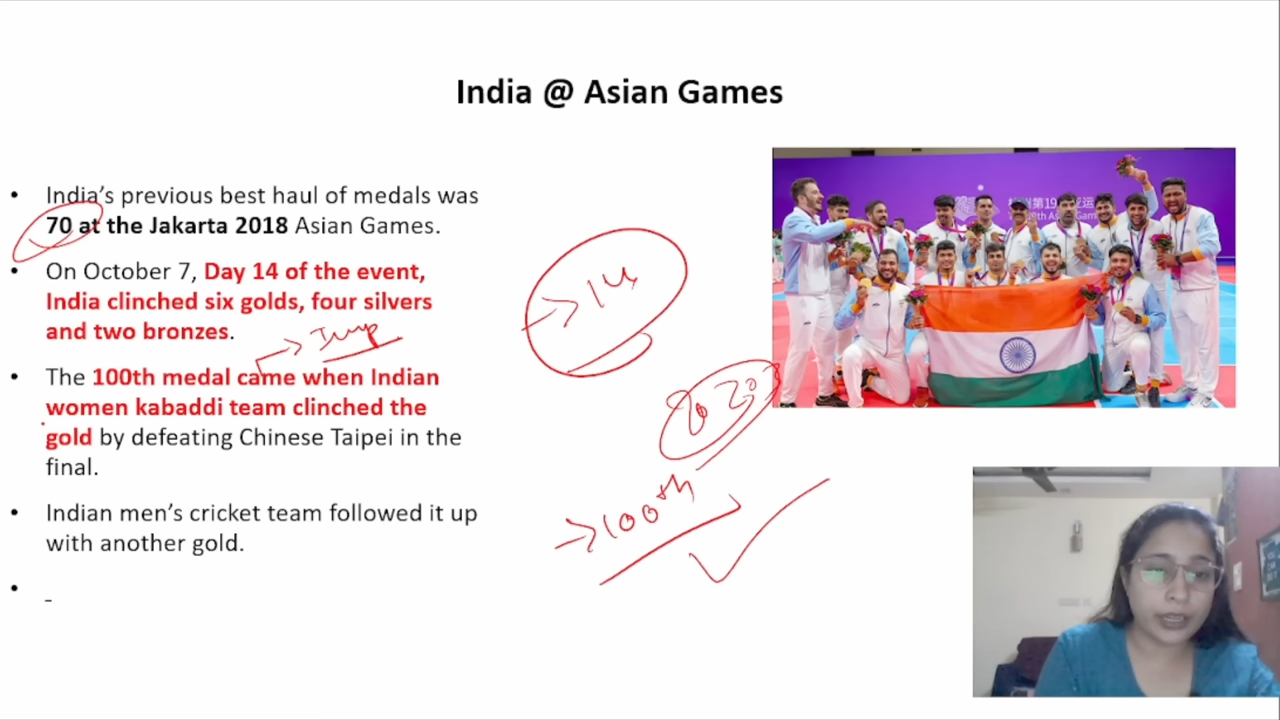 India @ Asian Games
• India’s previous best haul of medals was
70 at the Jakarta 2018 Asian Games.
• On October 7, Day 14 of the event,
India clinched six golds, four silvers
and two bronzes.
→ Imp
• The 100th medal came when Indian
women kabaddi team clinched the
gold by defeating Chinese Taipei in the
final.
• Indian men’s cricket team followed it up
with another gold.
•
-
→ 14
→ 100th